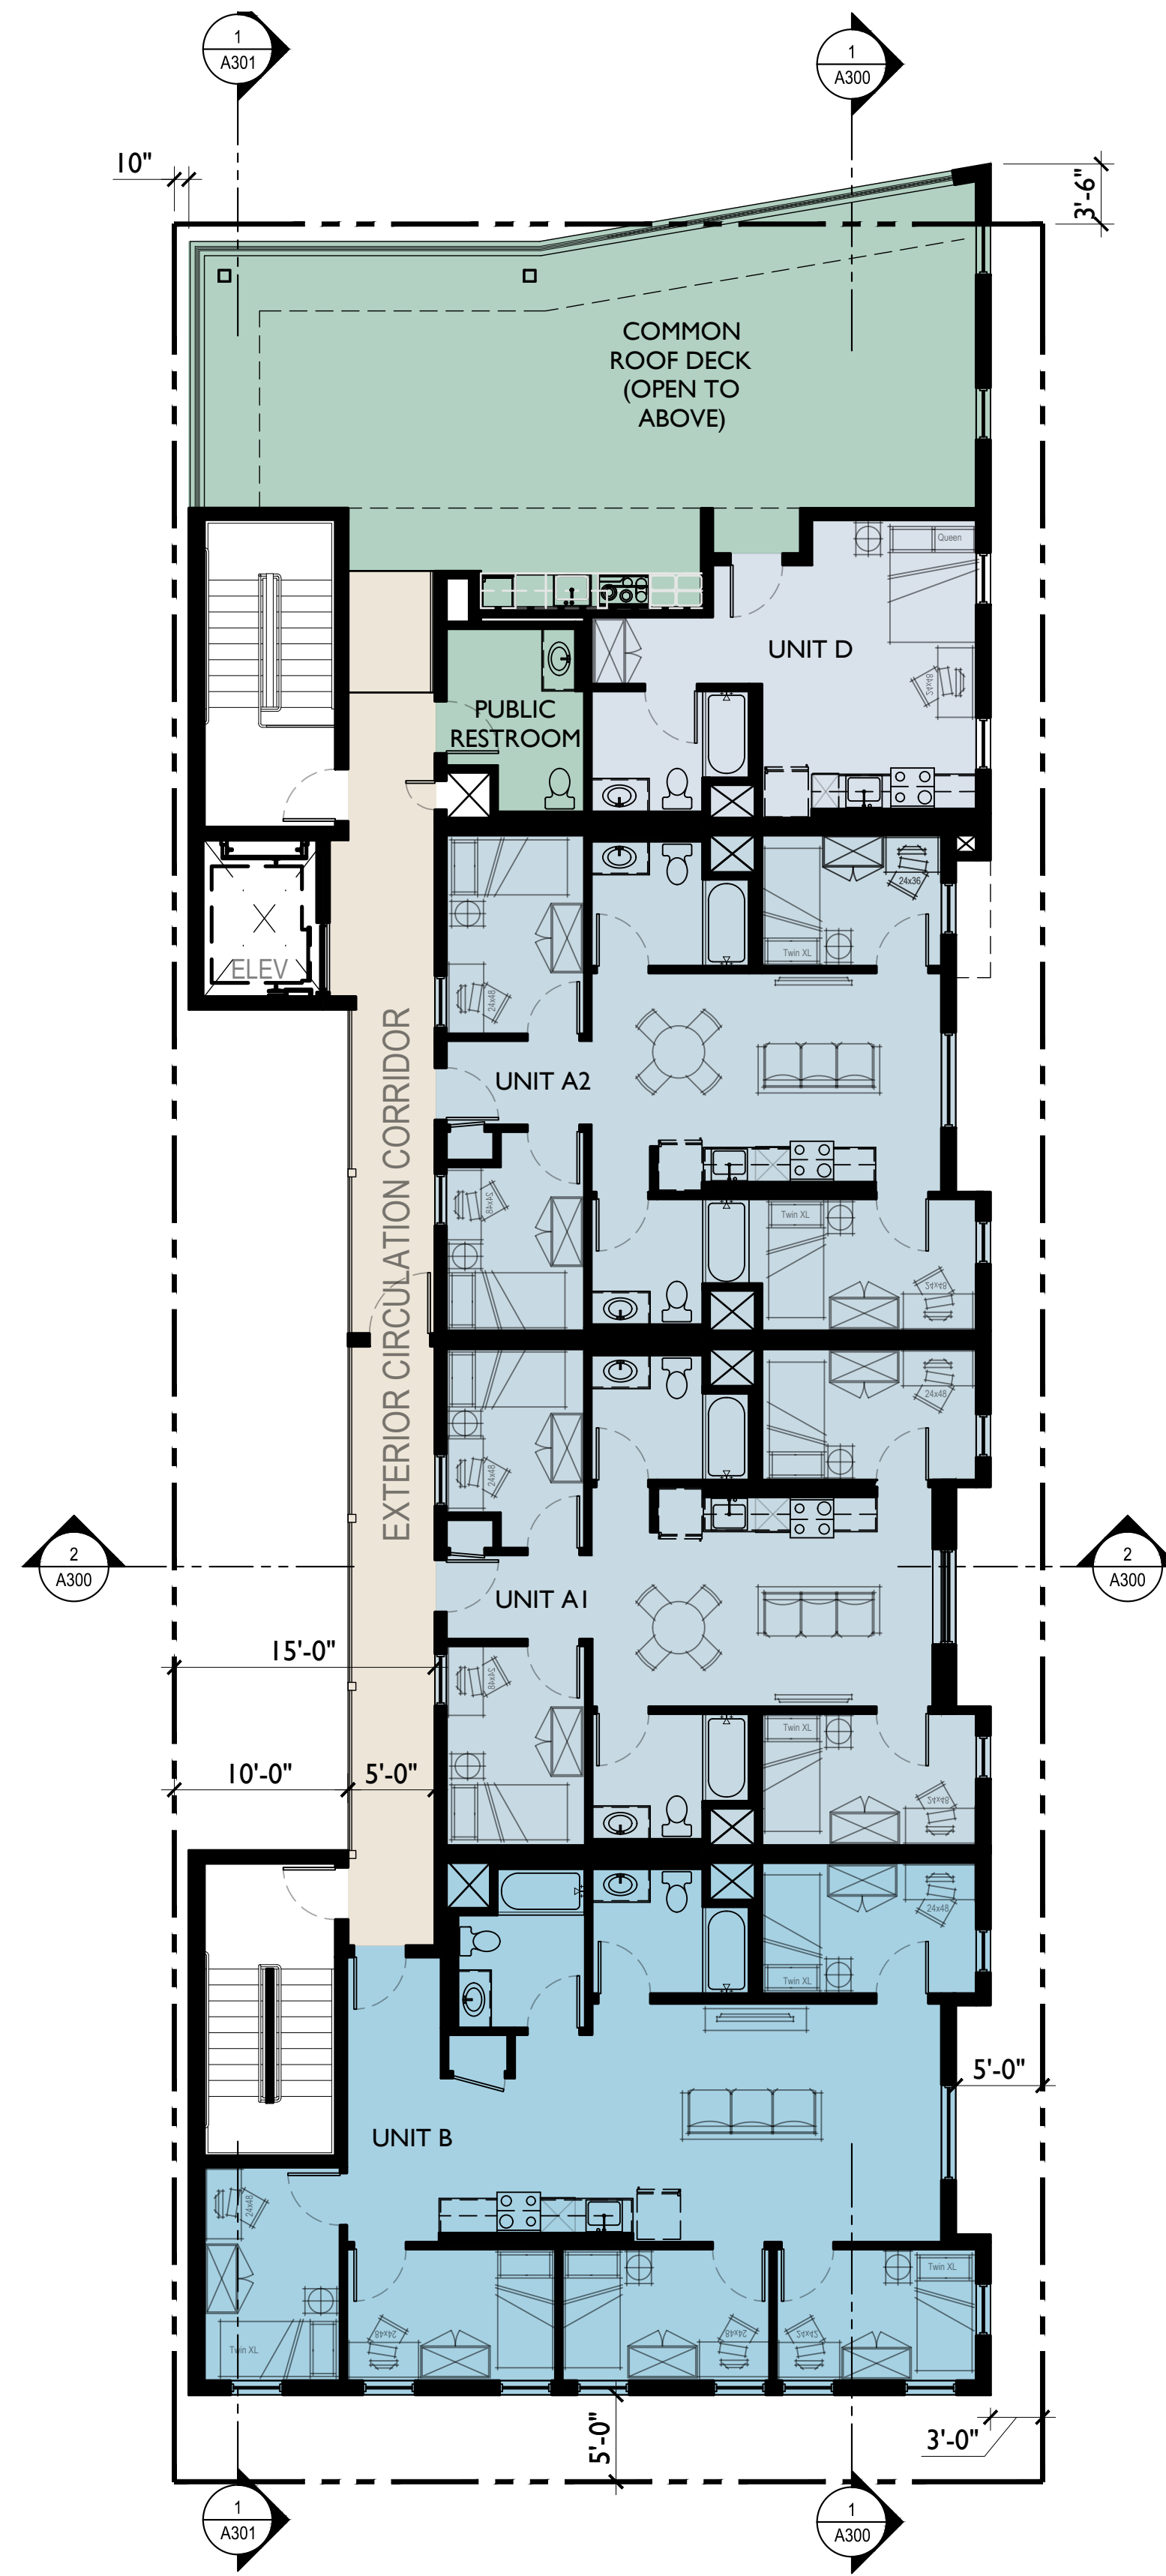 1
A301
1
A300
10"
3'-6"
COMMON
ROOF DECK
(OPEN TO
ABOVE)
Queen
UNIT D
24x48
PUBLIC
RESTROOM
24x36
Twin XL
ELEV
24x48
EXTERIOR CIRCULATION CORRIDOR
UNIT A2
24x48
Twin XL
24x48
24x48
24x48
2
A300
2
A300
UNIT A1
15'-0"
24x48
Twin XL
10'-0"
5'-0"
24x48
24x48
Twin XL
5'-0"
UNIT B
24x48
Twin XL
24x48
24x48
24x42
Twin XL
5'-0"
3'-0"
1
A301
1
A300